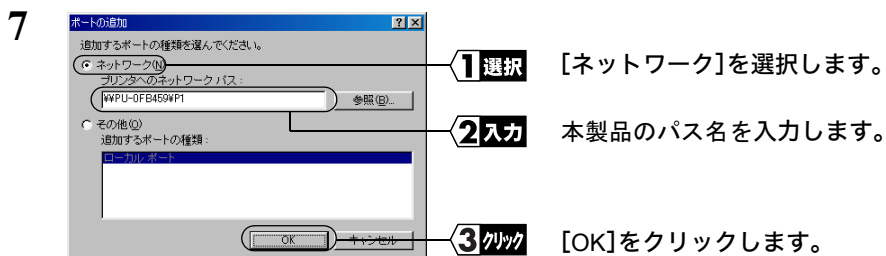 7
ポートの追加
追加するポートの種類を選んでください。
ネットワーク(N)
プリンタへのネットワーク パス:
¥¥PU-0FB459¥P1
参照(B)...
その他(O)
追加するポートの種類:
ローカル ポート
OK
キャンセル
1 選択 [ネットワーク]を選択します。
2 入力 本製品のパス名を入力します。
3 クリック [OK]をクリックします。